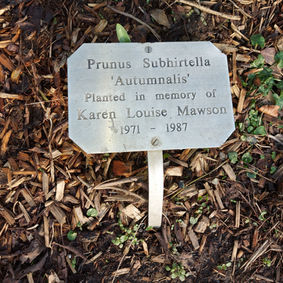 Prunus Subhirtella
'Autumnalis'
Planted in memory of
Karen Louise Mawson
1971 - 1987